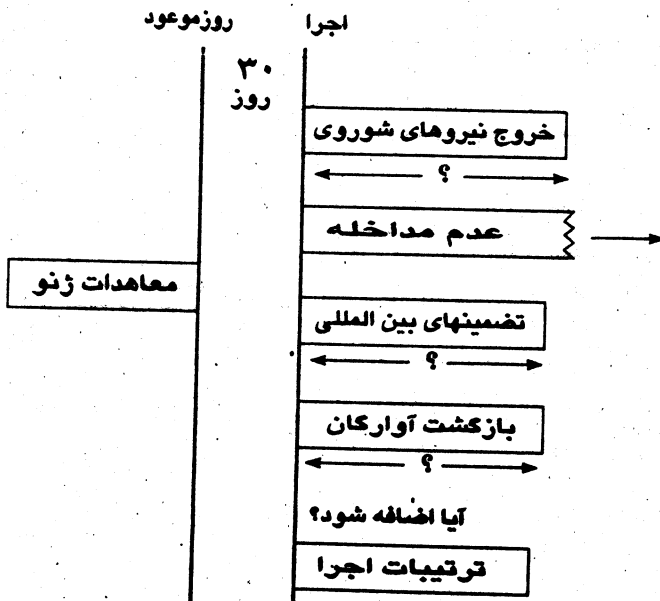 اجرا
روزموعود
۳۰
روز
خروج نیروهای شوروی
؟
عدم مداخله
معاهدات ژنو
تضمینهای بین المللی
؟
بازگشت آوارگان
؟
آیا اضافه شود؟
ترتیبات اجرا